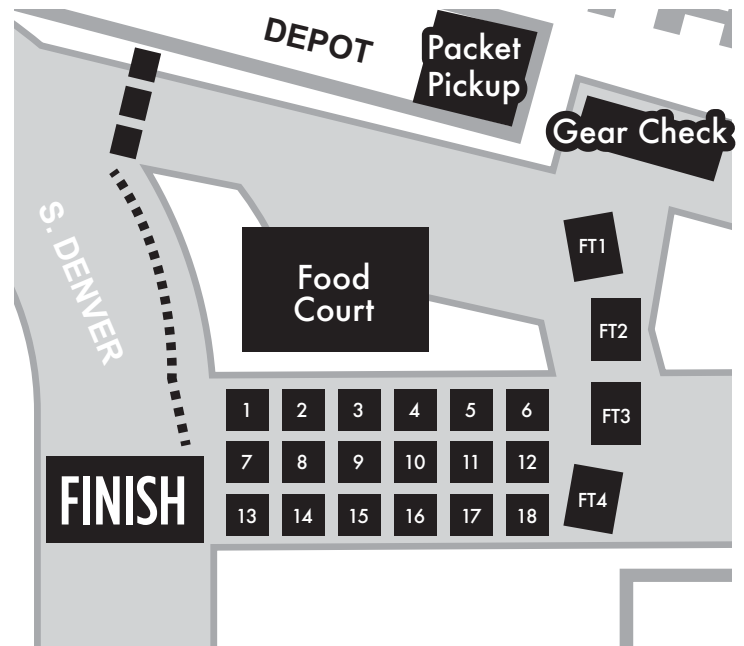 DEPOT
Packet
Pickup
Gear Check
S. DENVER
FT1
Food
Court
FT2
1 2 3 4 5 6
FT3
7 8 9 10 11 12
FINISH
FT4
13 14 15 16 17 18